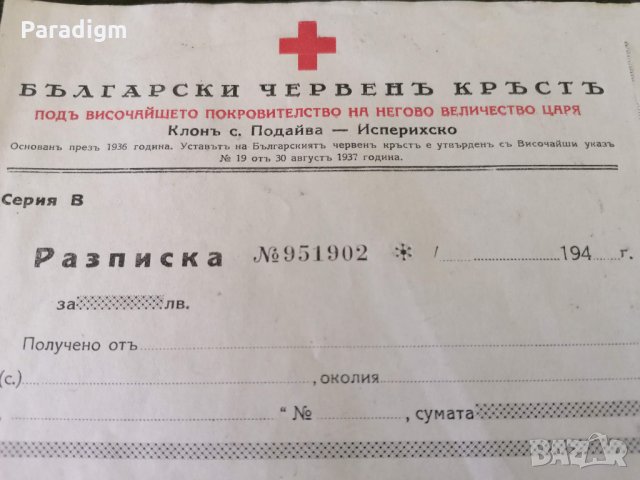 Paradigm
БЪЛГАРСКИ ЧЕРВЕНЪ КРЪСТЪ
ПОДЪ ВИСОЧАЙШЕТО ПОКРОВИТЕЛСТВО НА НЕГОВО ВЕЛИЧЕСТВО ЦАРЯ
Клонъ с. Подайва — Исперихско
Основанъ презъ 1936 година. Уставътъ на Българскиятъ червенъ кръстъ е утвърденъ съ Височайши указъ
№ 19 отъ 30 августъ 1937 година.
Серия В
Разписка №951902 * / 194 г.
за лв.
Получено отъ
(с.) , околия
" № , сумата
BAZAR